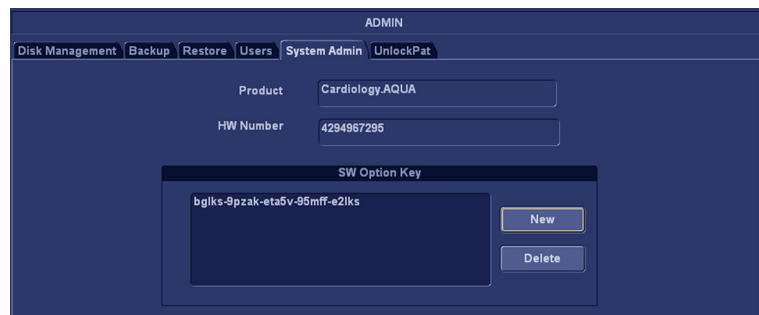 ADMIN
Disk Management Backup Restore Users System Admin UnlockPat
Product Cardiology.AQUA
HW Number 4294967295
SW Option Key
bglks-9pzak-eta5v-95mff-e2lks
New
Delete